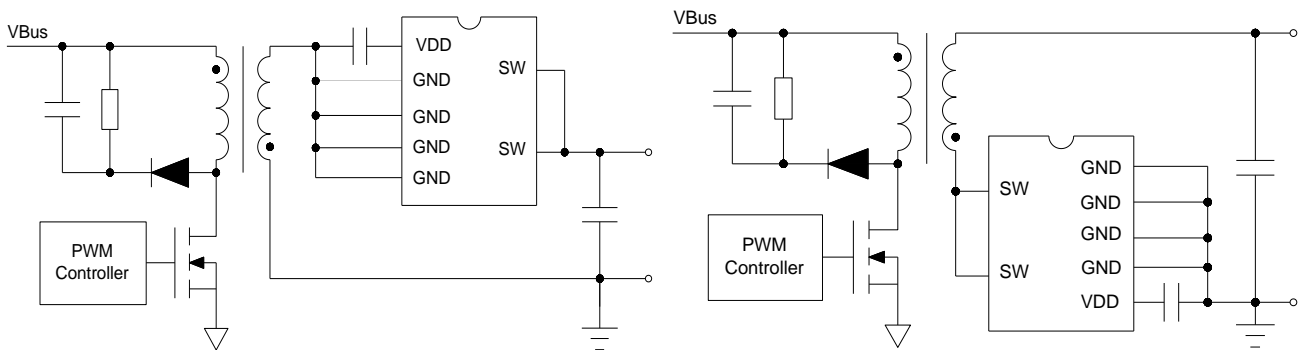 VBus
VDD
GND
GND
GND
GND
SW
SW
PWM
Controller
VBus
SW
SW
GND
GND
GND
GND
VDD
PWM
Controller